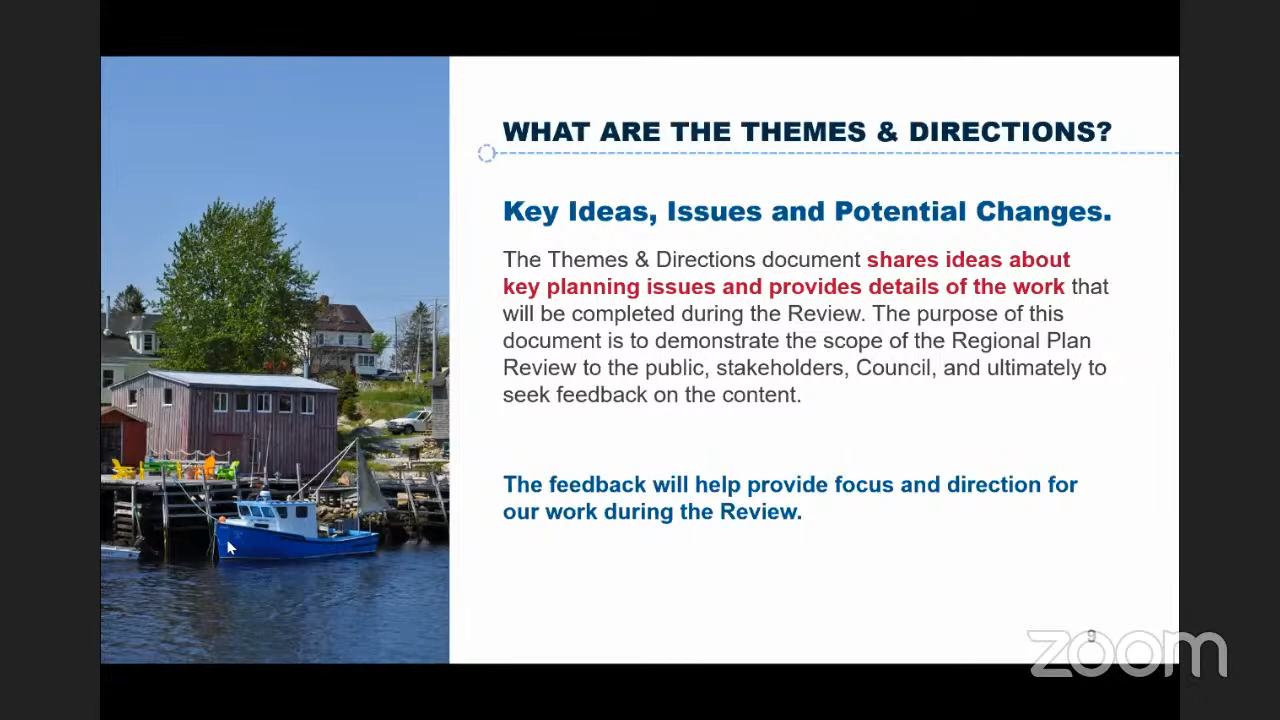 WHAT ARE THE THEMES & DIRECTIONS?
Key Ideas, Issues and Potential Changes.
The Themes & Directions document shares ideas about
key planning issues and provides details of the work that
will be completed during the Review. The purpose of this
document is to demonstrate the scope of the Regional Plan
Review to the public, stakeholders, Council, and ultimately to
seek feedback on the content.
The feedback will help provide focus and direction for
our work during the Review.
9
zoom